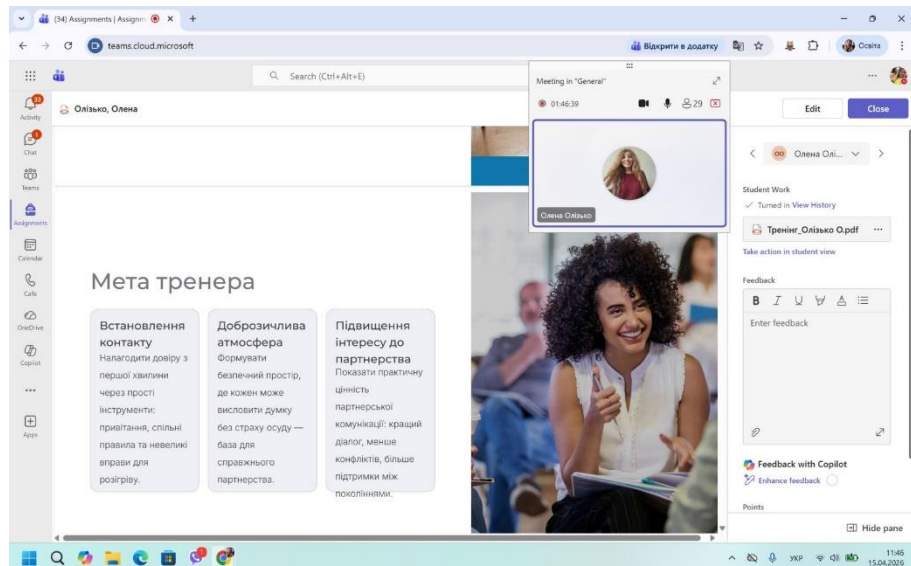 (34) Assignments | Assignm
teams.cloud.microsoft
Відкрити в додатку
Освіта
Search (Ctrl+Alt+E)
Meeting in "General"
01:46:39
29
Олена Олізько
33
Activity
1
Chat
Teams
Assignments
Calendar
Calls
OneDrive
Copilot
Apps
Олізько, Олена
Edit
Close
Мета тренера
Встановлення
контакту
Налагодити довіру з
першої хвилини
через прості
інструменти:
привітання, спільні
правила та невеликі
вправи для
розігріву.
Доброзичлива
атмосфера
Формувати
безпечний простір,
де кожен може
висловити думку
без страху осуду —
база для
справжнього
партнерства.
Підвищення
інтересу до
партнерства
Показати практичну
цінність
партнерської
комунікації: кращий
діалог, менше
конфліктів, більше
підтримки між
поколіннями.
ОО
Олена Олі...
Student Work
Turned in View History
Тренінг_Олізько О.pdf
Take action in student view
Feedback
B I U A
Enter feedback
Feedback with Copilot
Enhance feedback
Points
Hide pane
УКР
11:46
15.04.2026